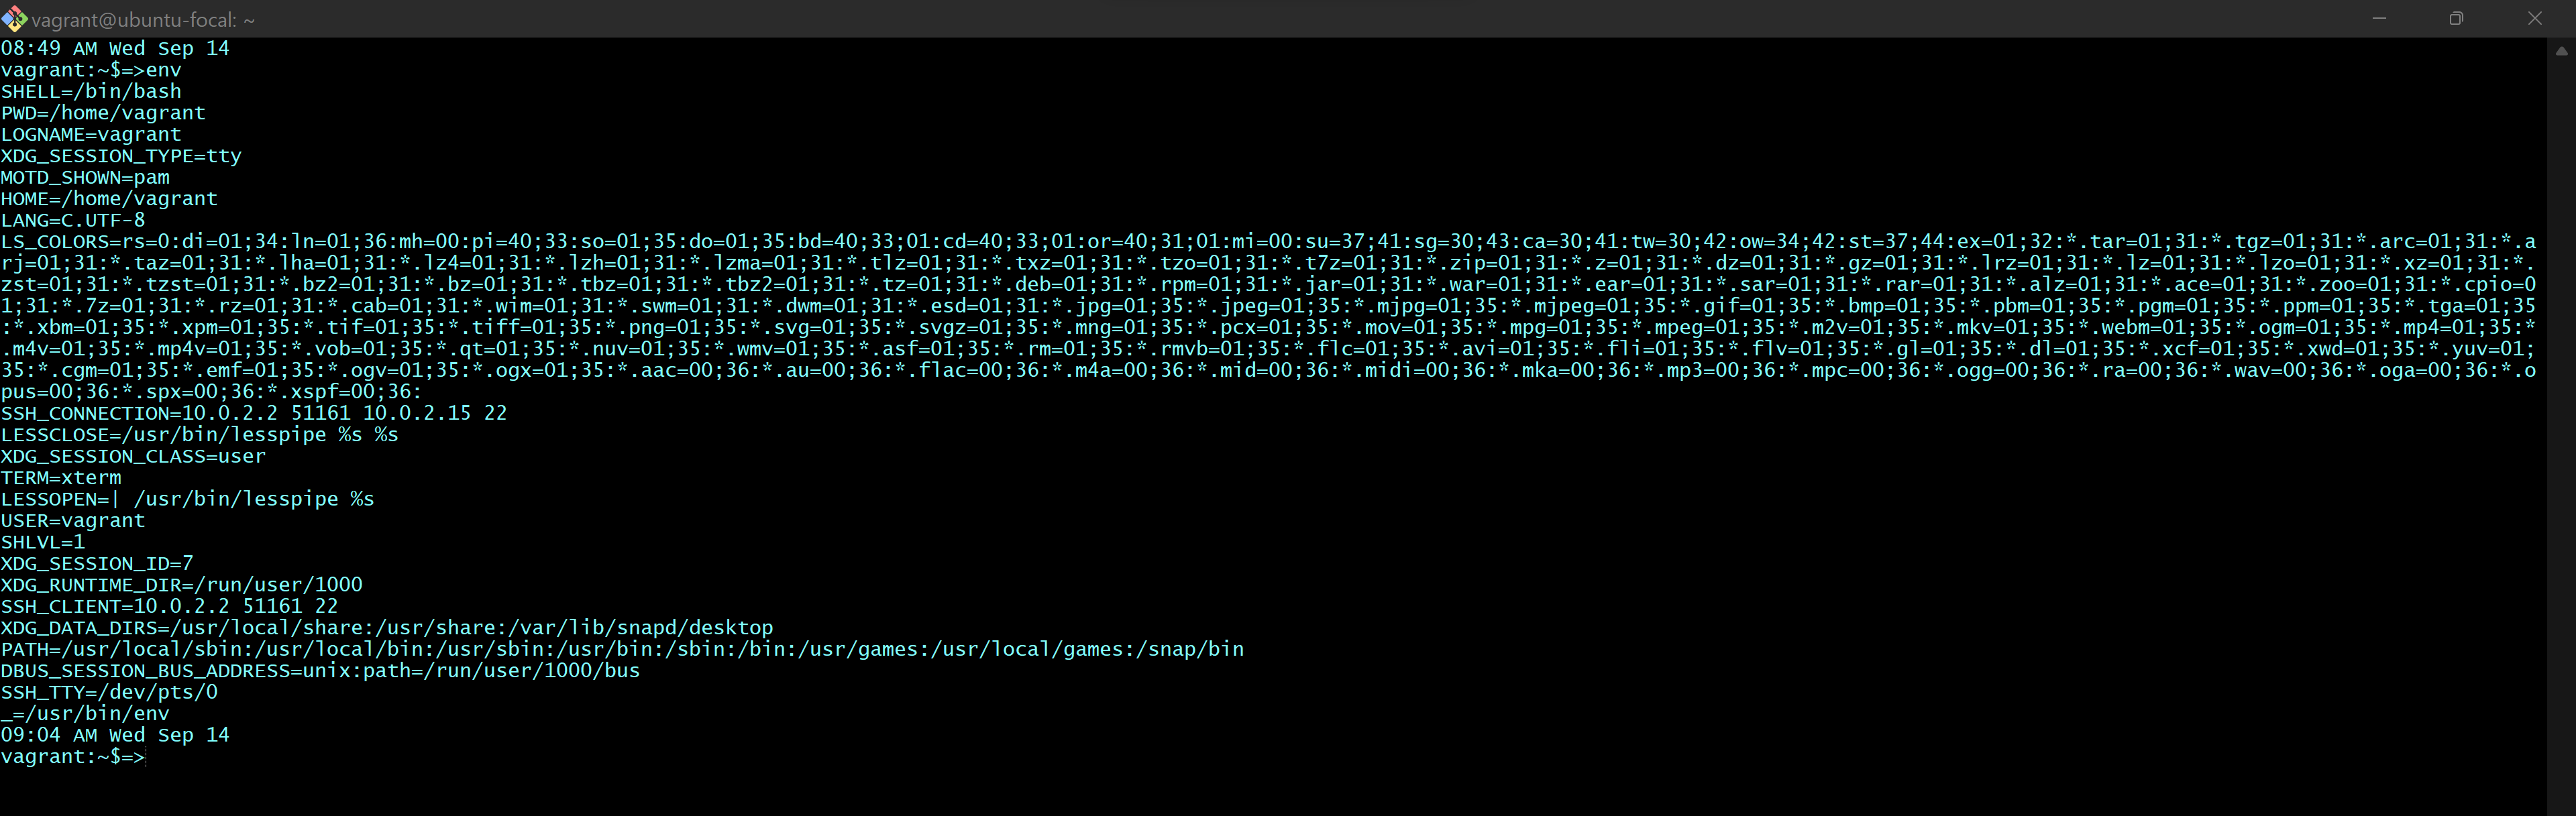 vagrant@ubuntu-focal: ~
08:49 AM Wed Sep 14
vagrant:~$=>env
SHELL=/bin/bash
PWD=/home/vagrant
LOGNAME=vagrant
XDG_SESSION_TYPE=tty
MOTD_SHOWN=pam
HOME=/home/vagrant
LANG=C.UTF-8
LS_COLORS=rs=0:di=01;34:ln=01;36:mh=00:pi=40;33:so=01;35:do=01;35:bd=40;33;01:cd=40;33;01:or=40;31;01:mi=00:su=37;41:sg=30;43:ca=30;41:tw=30;42:ow=34;42:st=37;44:ex=01;32:*.tar=01;31:*.tgz=01;31:*.arc=01;31:*.a
rj=01;31:*.taz=01;31:*.lha=01;31:*.lz4=01;31:*.lzh=01;31:*.lzma=01;31:*.tlz=01;31:*.txz=01;31:*.tzo=01;31:*.t7z=01;31:*.zip=01;31:*.z=01;31:*.dz=01;31:*.gz=01;31:*.lrz=01;31:*.lz=01;31:*.lzo=01;31:*.xz=01;31:*.
zst=01;31:*.tzst=01;31:*.bz2=01;31:*.bz=01;31:*.tbz=01;31:*.tbz2=01;31:*.tz=01;31:*.deb=01;31:*.rpm=01;31:*.jar=01;31:*.war=01;31:*.ear=01;31:*.sar=01;31:*.rar=01;31:*.alz=01;31:*.ace=01;31:*.zoo=01;31:*.cpio=0
1;31:*.7z=01;31:*.rz=01;31:*.cab=01;31:*.wim=01;31:*.swm=01;31:*.dwm=01;31:*.esd=01;31:*.jpg=01;35:*.jpeg=01;35:*.mjpg=01;35:*.mjpeg=01;35:*.gif=01;35:*.bmp=01;35:*.pbm=01;35:*.pgm=01;35:*.ppm=01;35:*.tga=01;35
:*.xbm=01;35:*.xpm=01;35:*.tif=01;35:*.tiff=01;35:*.png=01;35:*.svg=01;35:*.svgz=01;35:*.mng=01;35:*.pcx=01;35:*.mov=01;35:*.mpg=01;35:*.mpeg=01;35:*.m2v=01;35:*.mkv=01;35:*.webm=01;35:*.ogm=01;35:*.mp4=01;35:*
.m4v=01;35:*.mp4v=01;35:*.vob=01;35:*.qt=01;35:*.nuv=01;35:*.wmv=01;35:*.asf=01;35:*.rm=01;35:*.rmvb=01;35:*.flc=01;35:*.avi=01;35:*.fli=01;35:*.flv=01;35:*.gl=01;35:*.dl=01;35:*.xcf=01;35:*.xwd=01;35:*.yuv=01;
35:*.cgm=01;35:*.emf=01;35:*.ogv=01;35:*.ogx=01;35:*.aac=00;36:*.au=00;36:*.flac=00;36:*.m4a=00;36:*.mid=00;36:*.midi=00;36:*.mka=00;36:*.mp3=00;36:*.mpc=00;36:*.ogg=00;36:*.ra=00;36:*.wav=00;36:*.oga=00;36:*.o
pus=00;36:*.spx=00;36:*.xspf=00;36:
SSH_CONNECTION=10.0.2.2 51161 10.0.2.15 22
LESSCLOSE=/usr/bin/lesspipe %s %s
XDG_SESSION_CLASS=user
TERM=xterm
LESSOPEN=| /usr/bin/lesspipe %s
USER=vagrant
SHLVL=1
XDG_SESSION_ID=7
XDG_RUNTIME_DIR=/run/user/1000
SSH_CLIENT=10.0.2.2 51161 22
XDG_DATA_DIRS=/usr/local/share:/usr/share:/var/lib/snapd/desktop
PATH=/usr/local/sbin:/usr/local/bin:/usr/sbin:/usr/bin:/sbin:/bin:/usr/games:/usr/local/games:/snap/bin
DBUS_SESSION_BUS_ADDRESS=unix:path=/run/user/1000/bus
SSH_TTY=/dev/pts/0
_=/usr/bin/env
09:04 AM Wed Sep 14
vagrant:~$=>